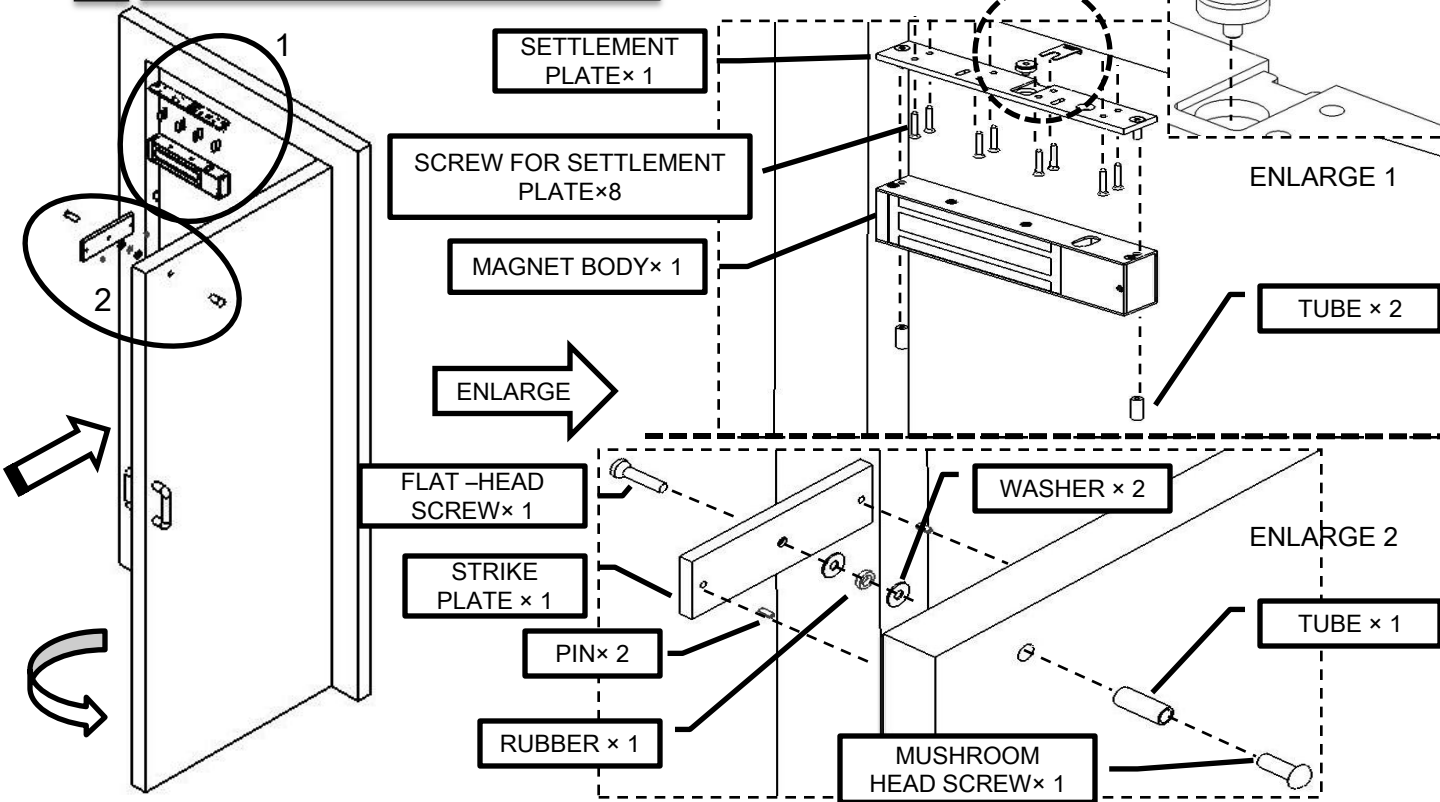 1
2
SETTLEMENT
PLATE× 1
SCREW FOR SETTLEMENT
PLATE×8
MAGNET BODY× 1
ENLARGE 1
TUBE × 2
ENLARGE
FLAT –HEAD
SCREW× 1
WASHER × 2
ENLARGE 2
STRIKE
PLATE × 1
PIN× 2
TUBE × 1
RUBBER × 1
MUSHROOM
HEAD SCREW× 1